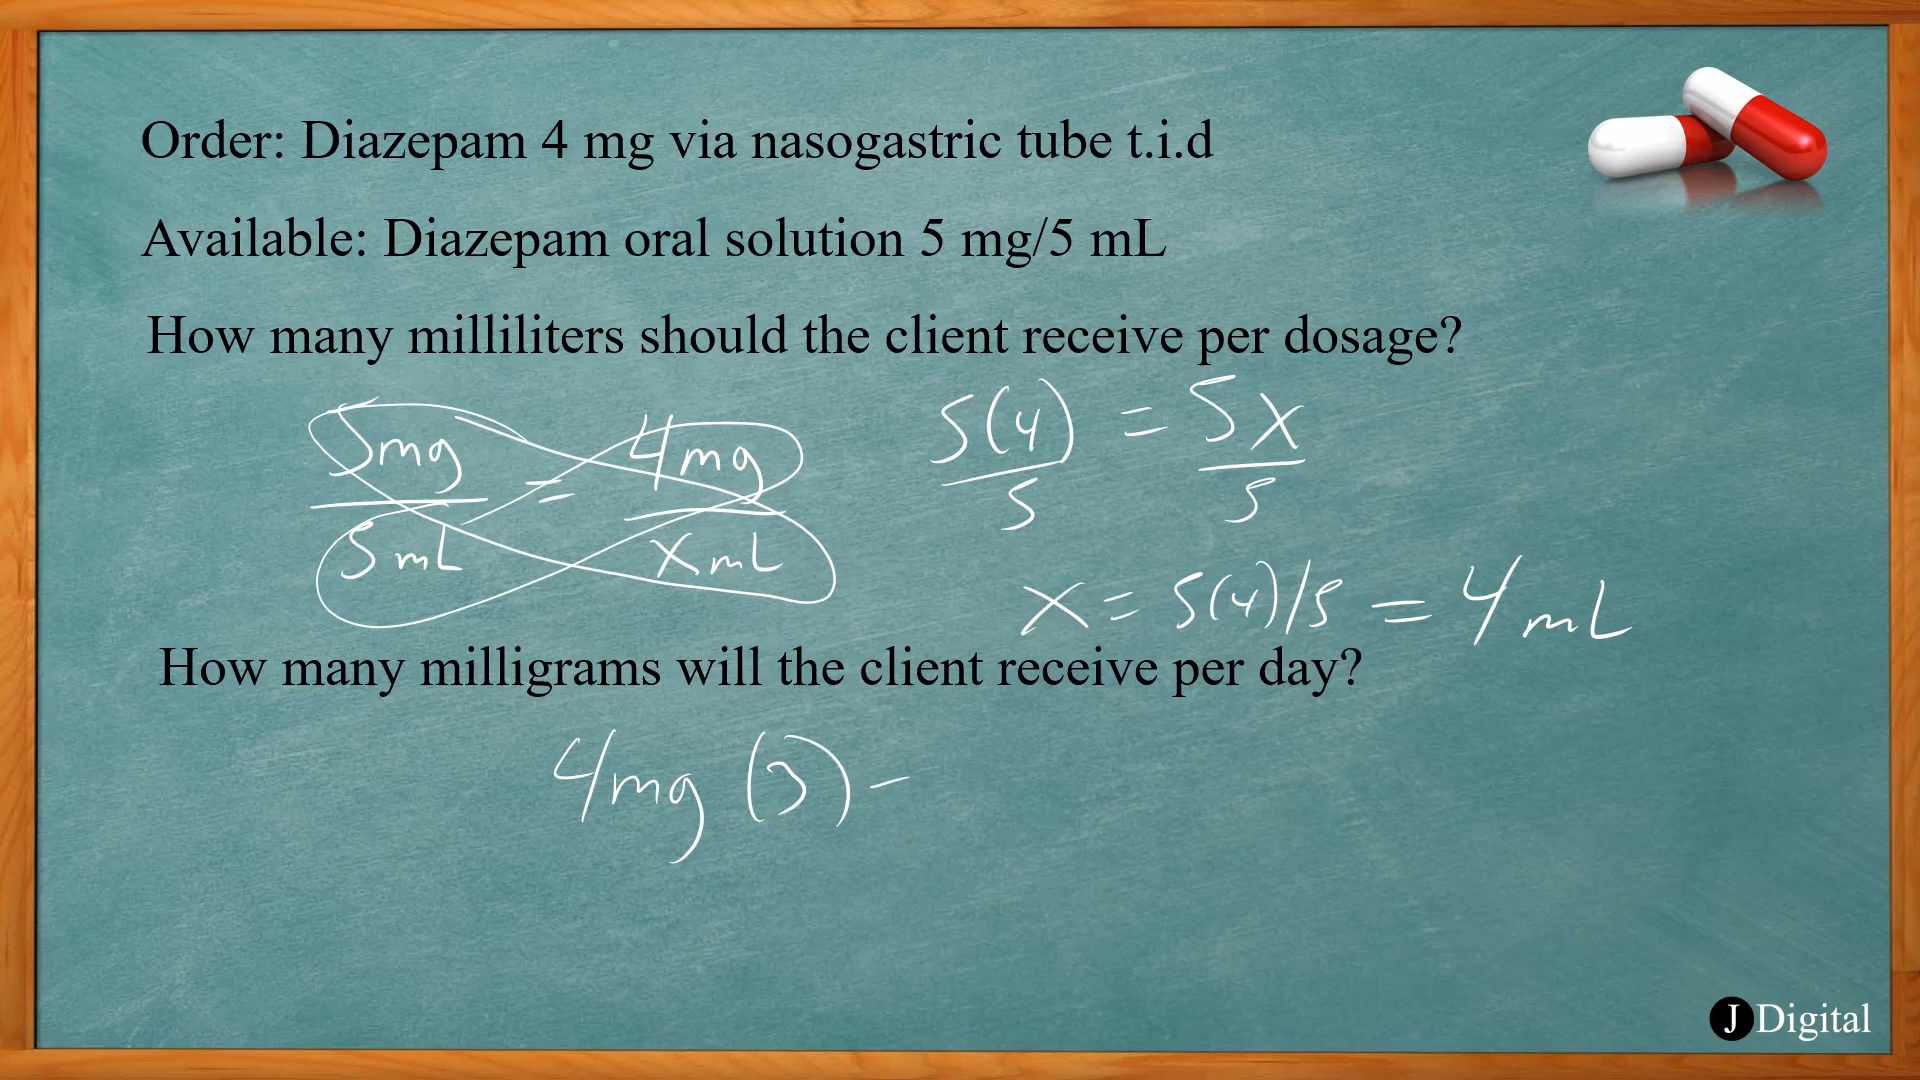 Order: Diazepam 4 mg via nasogastric tube t.i.d
Available: Diazepam oral solution 5 mg/5 mL
How many milliliters should the client receive per dosage?
5mg = 4mg
5mL XmL
5(4) = 5X
5 5
X = 5(4)/5 = 4mL
How many milligrams will the client receive per day?
4mg (3) -
J Digital